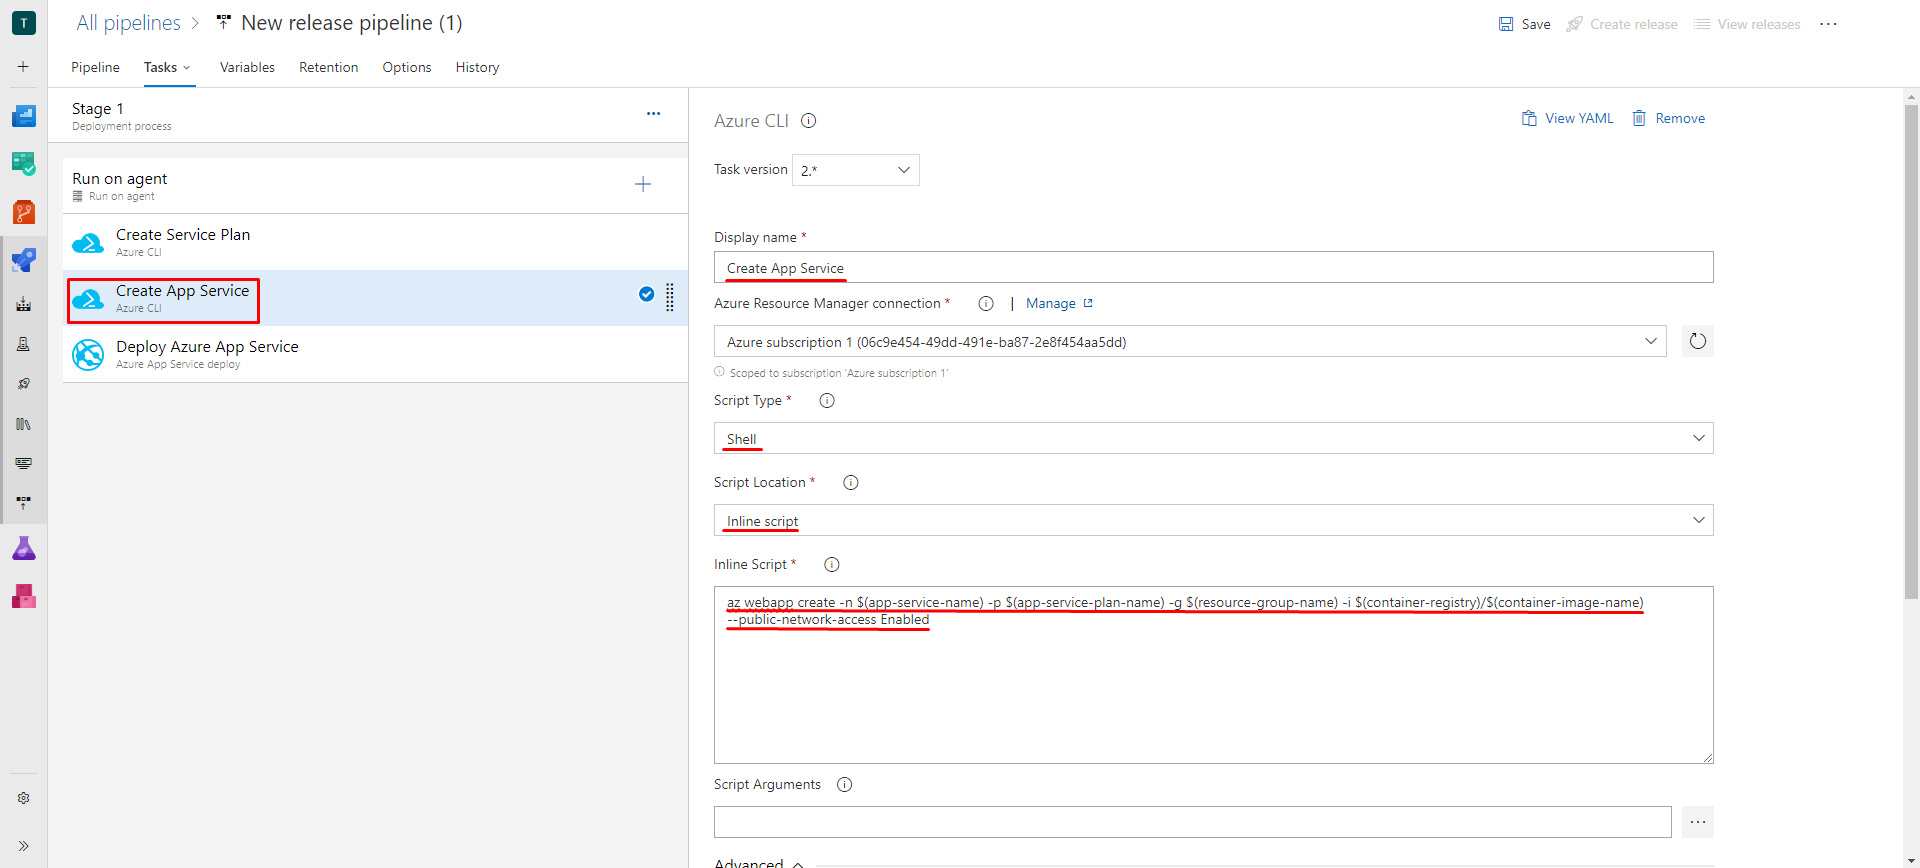 T
All pipelines
New release pipeline (1)
Save
Create release
View releases
Pipeline
Tasks
Variables
Retention
Options
History
Stage 1
Deployment process
Run on agent
Run on agent
Create Service Plan
Azure CLI
Create App Service
Azure CLI
Deploy Azure App Service
Azure App Service deploy
Azure CLI
View YAML
Remove
Task version
2.*
Display name *
Create App Service
Azure Resource Manager connection *
| Manage
Azure subscription 1 (06c9e454-49dd-491e-ba87-2e8f454aa5dd)
Scoped to subscription 'Azure subscription 1'
Script Type *
Shell
Script Location *
Inline script
Inline Script *
az webapp create -n $(app-service-name) -p $(app-service-plan-name) -g $(resource-group-name) -i $(container-registry)/$(container-image-name)
--public-network-access Enabled
Script Arguments
Advanced